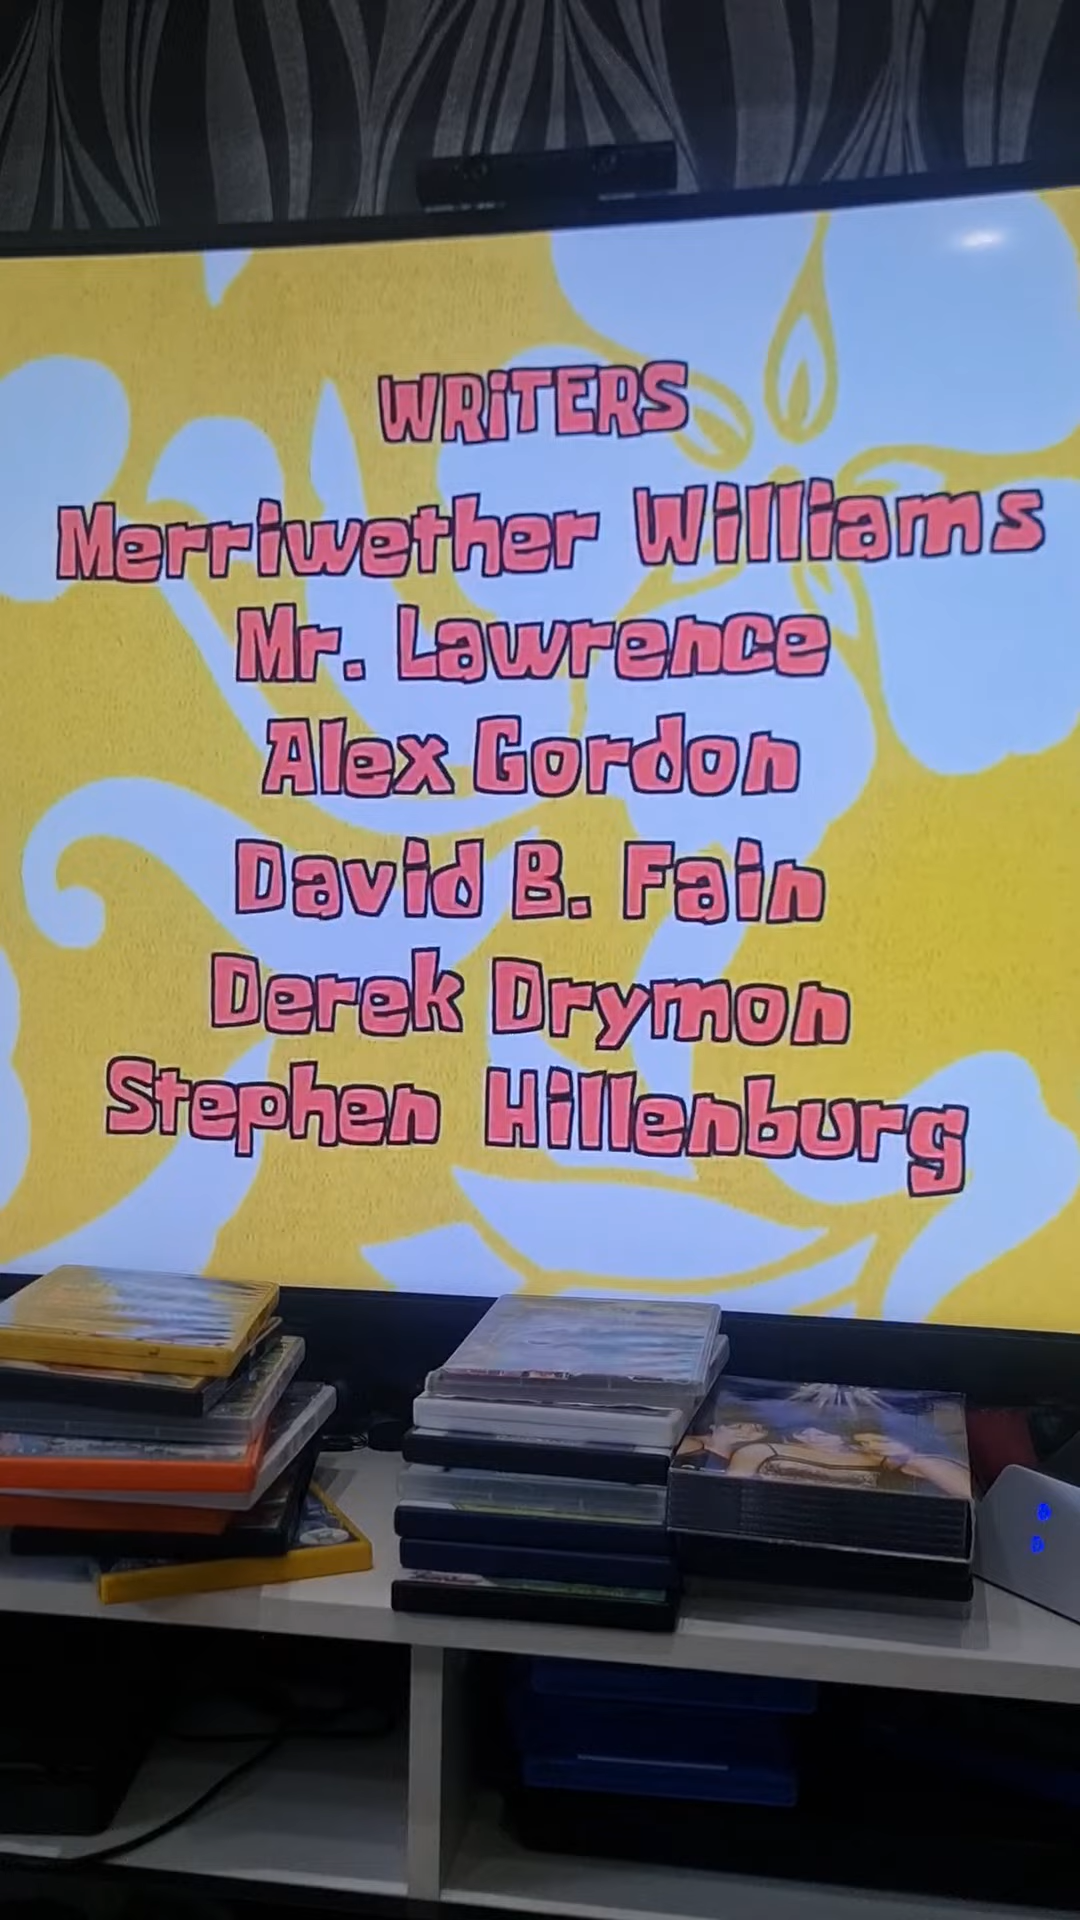 WRiTERS
Merriwether Williams
Mr. Lawrence
Alex Gordon
David B. Fain
Derek Drymon
Stephen Hillenburg